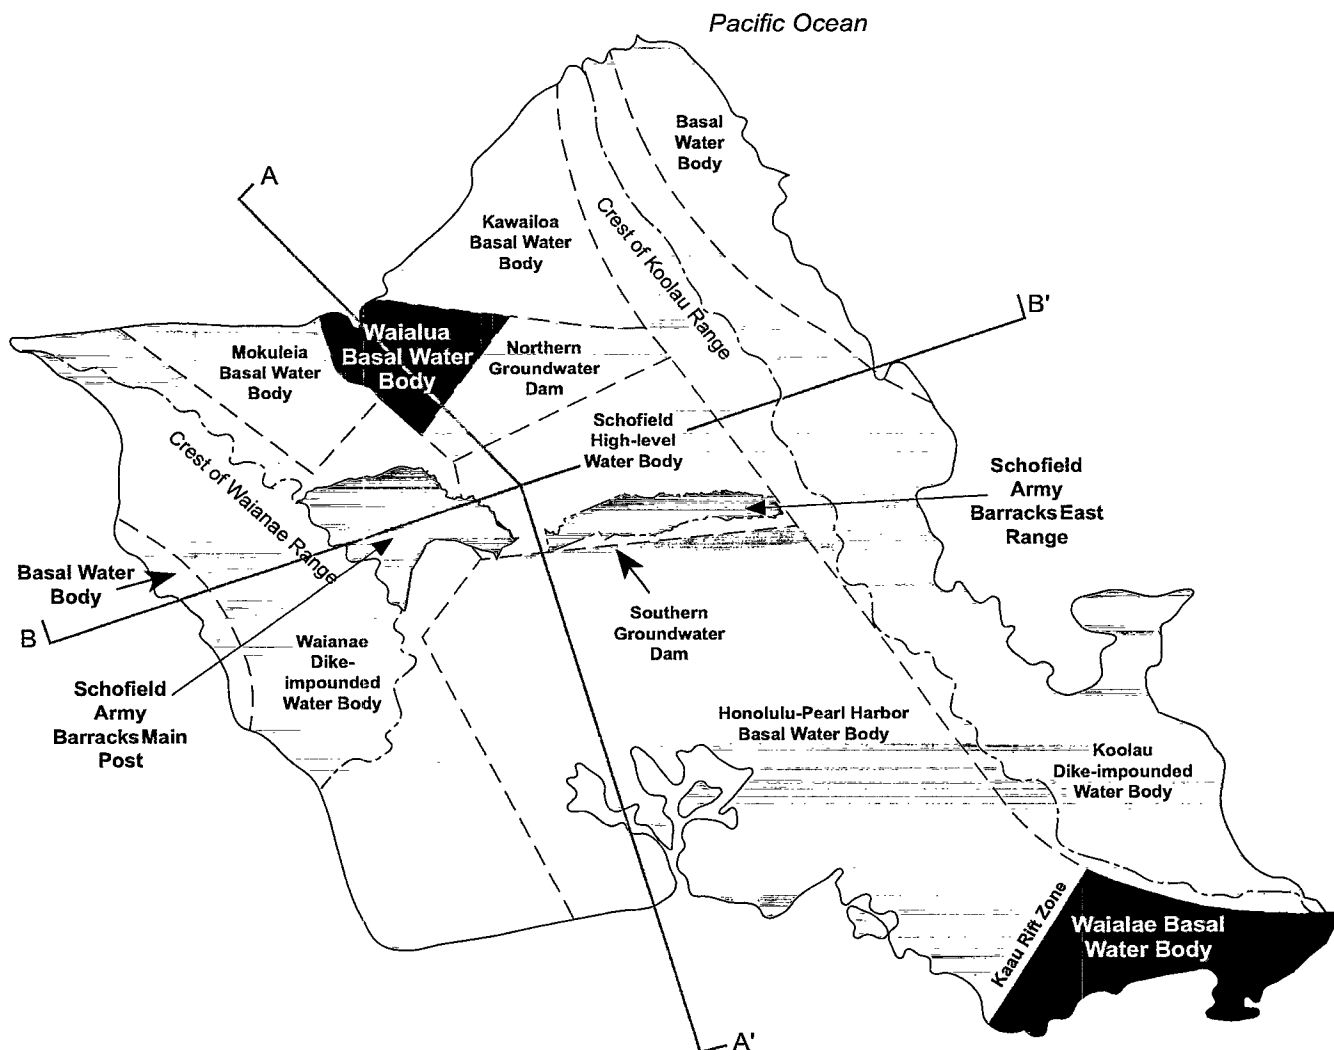 Pacific Ocean
Basal
Water
Body
A
Kawailoa
Basal Water
Body
Crest of Koolau Range
B'
Waialua
Basal Water
Body
Mokuleia
Basal Water
Body
Northern
Groundwater
Dam
Schofield
High-level
Water Body
Crest of Waianae Range
Schofield
Army
Barracks East
Range
Basal Water
Body
B
Southern
Groundwater
Dam
Waianae
Dike-
impounded
Water Body
Schofield
Army
Barracks Main
Post
Honolulu-Pearl Harbor
Basal Water Body
Koolau
Dike-impounded
Water Body
Kaau Rift Zone
Waialae Basal
Water Body
A'